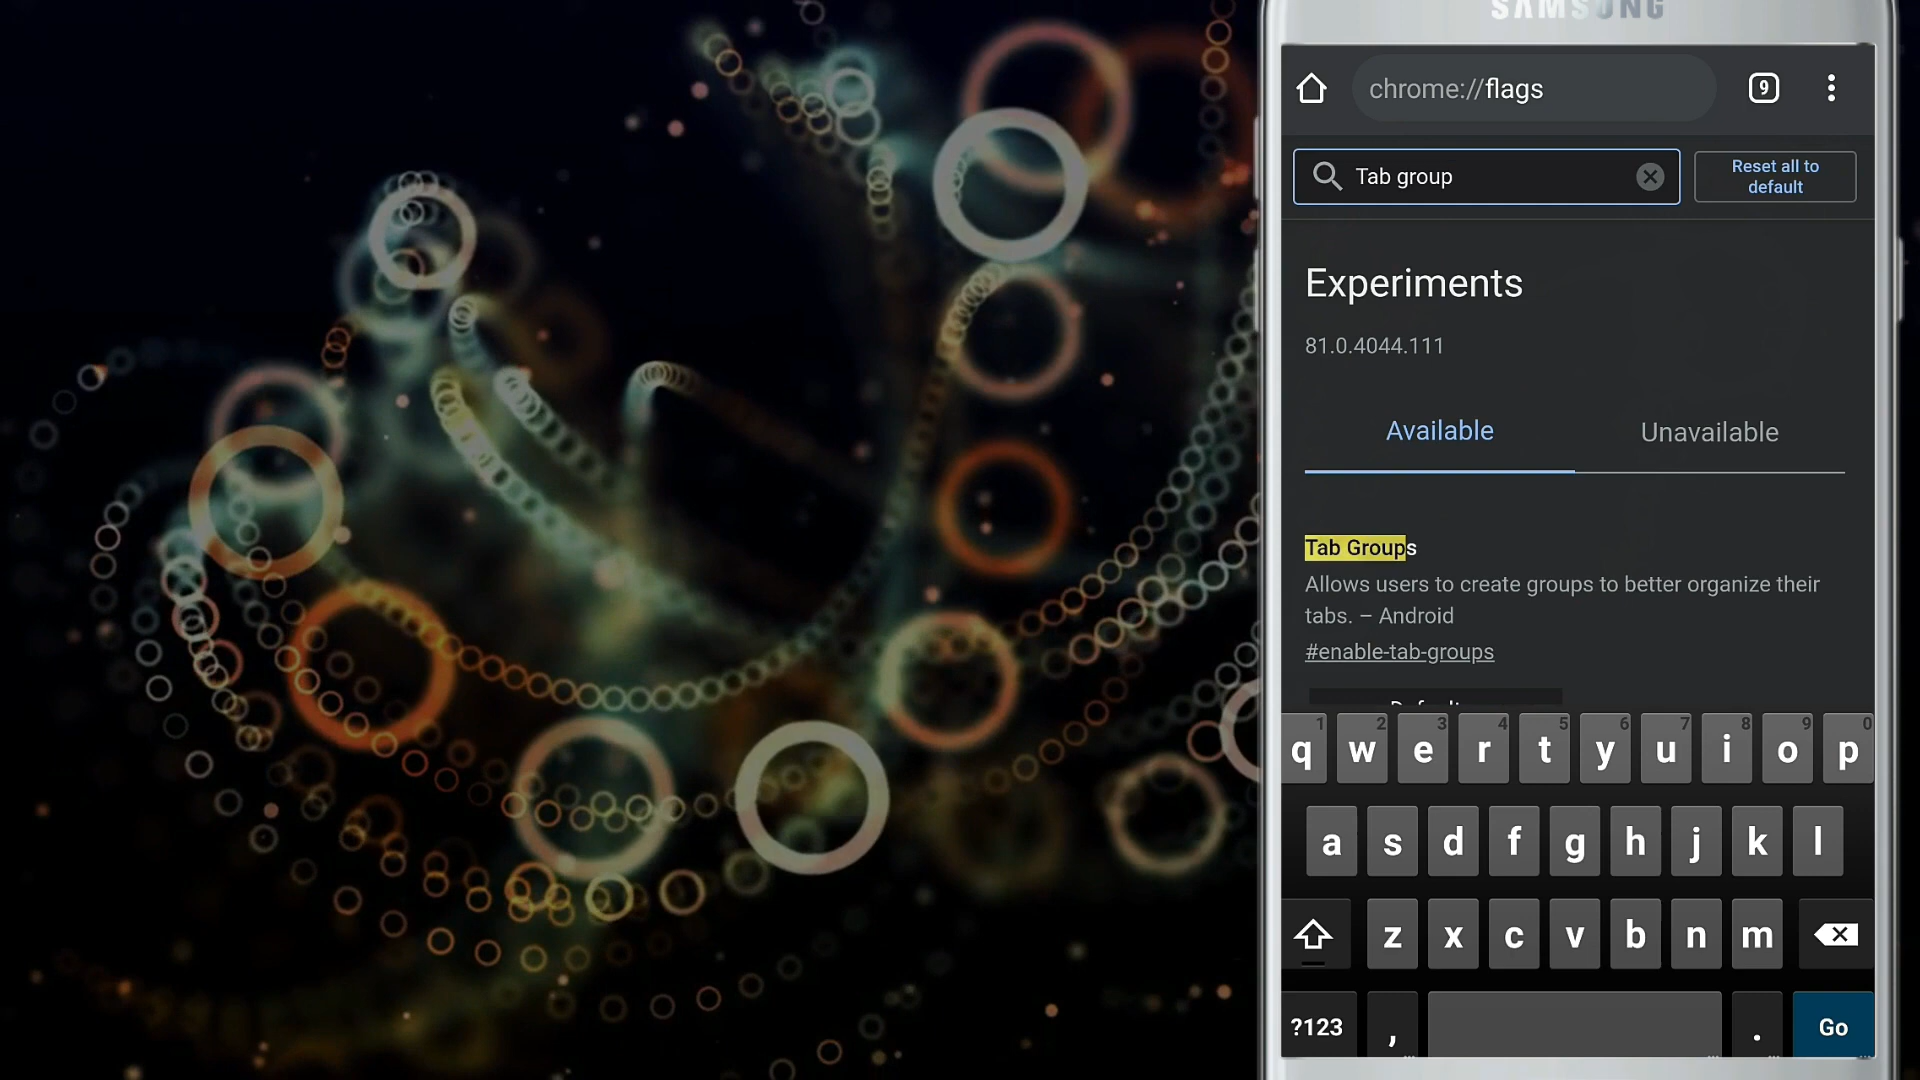 SAMSUNG
chrome://flags
9
Tab group
Reset all to
default
Experiments
81.0.4044.111
Available
Unavailable
Tab Groups
Allows users to create groups to better organize their
tabs. – Android
#enable-tab-groups
Default
1 2 3 4 5 6 7 8 9 0
q w e r t y u i o p
a s d f g h j k l
z x c v b n m
?123 , . Go